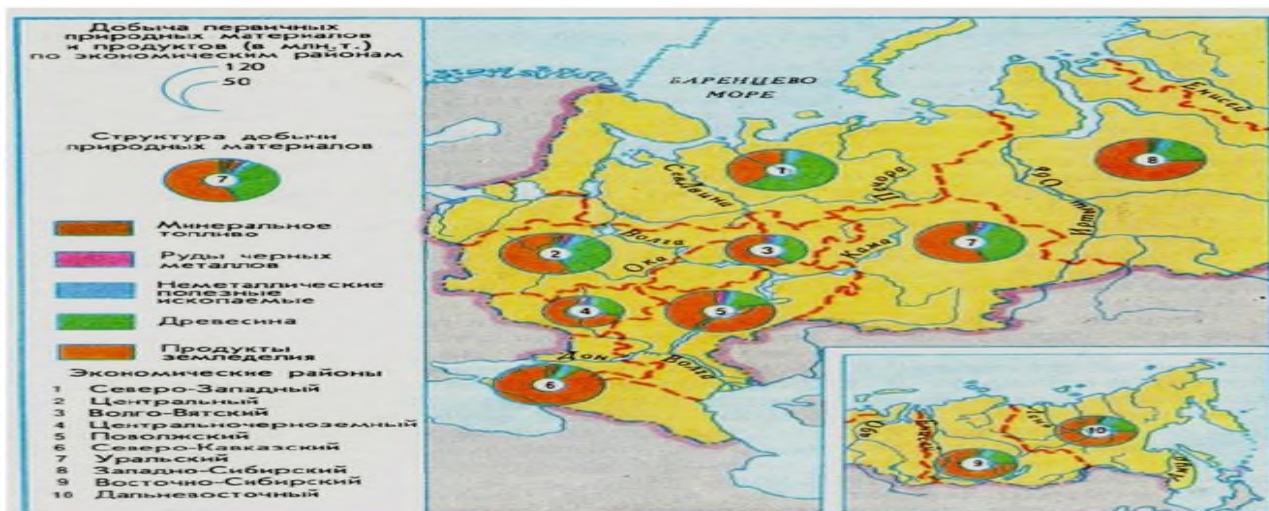 Добыча первичных
природных материалов
и продуктов (в млн.т.)
по экономическим районам
120
50
Структура добычи
природных материалов
7
Минеральное
топливо
Руды черных
металлов
Неметаллические
полезные
ископаемые
Древесина
Продукты
земледелия
Экономические районы
1 Северо-Западный
2 Центральный
3 Волго-Вятский
4 Центральночерноземный
5 Поволжский
6 Северо-Кавказский
7 Уральский
8 Западно-Сибирский
9 Восточно-Сибирский
10 Дальневосточный
БАРЕНЦЕВО
МОРЕ
Енисей
1
8
Сев.Двина
Печора
Обь
Волга
2
3
Кама
7
Ока
4
5
Дон
Волга
6
Обь
10
9